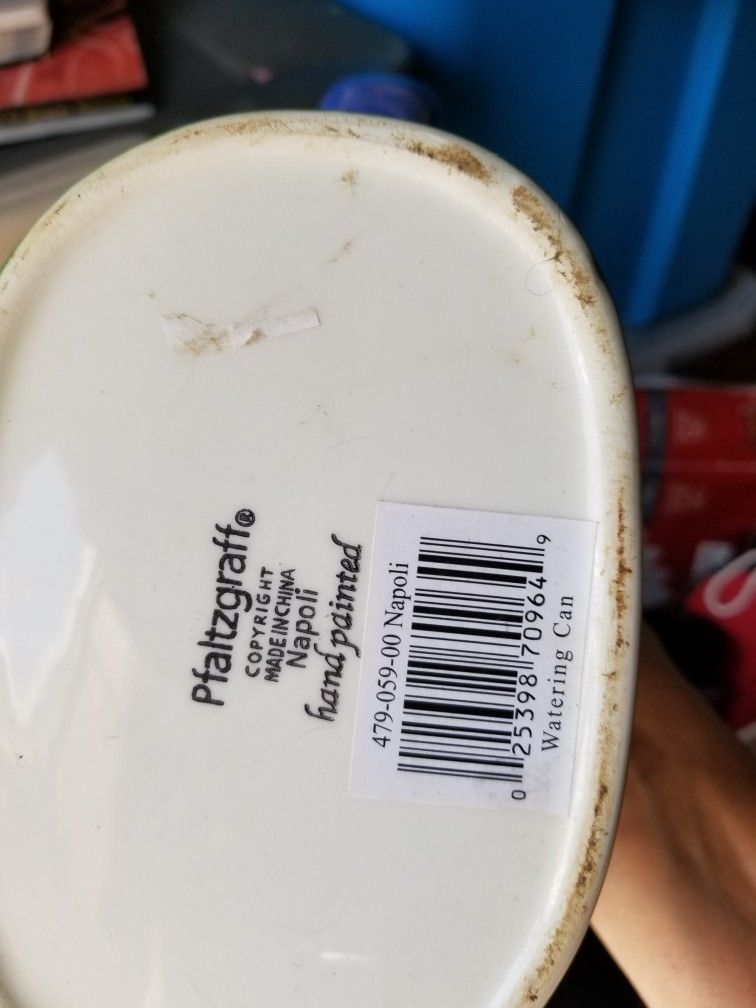 Pfaltzgraff®
COPYRIGHT
MADE IN CHINA
Napoli
hand painted
479-059-00 Napoli
0 25398 70964 9
Watering Can